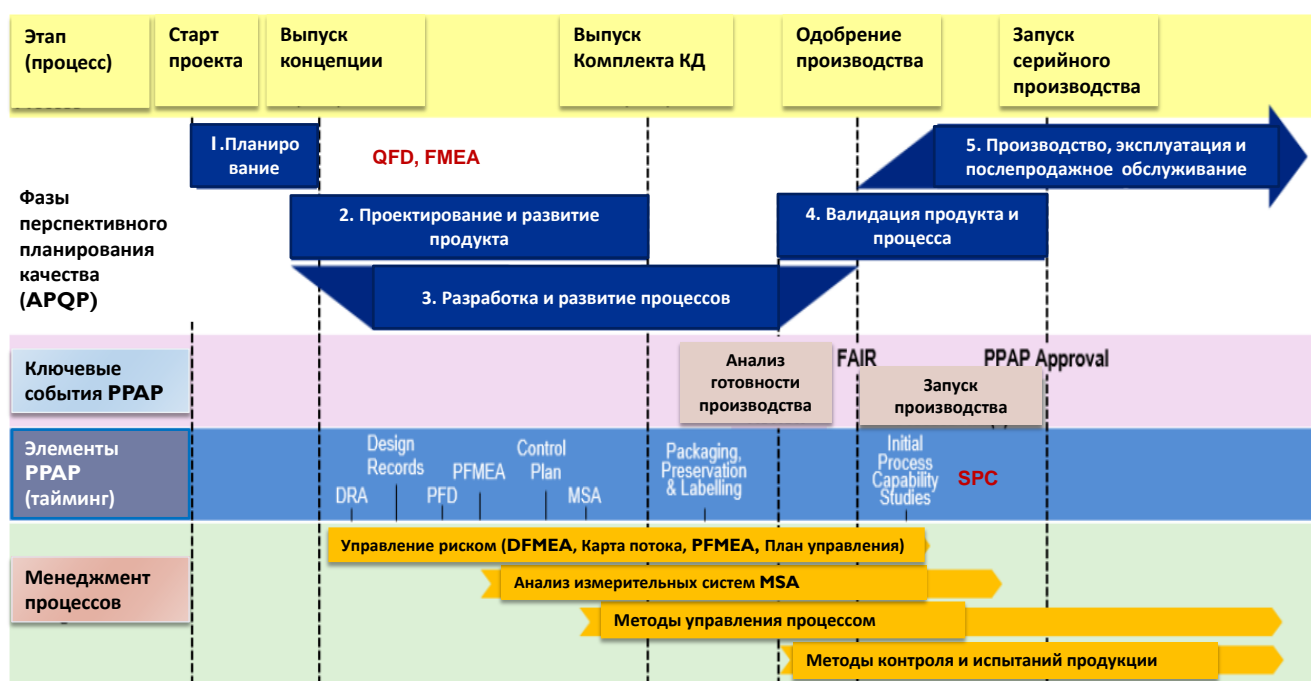 Этап
(процесс)
Старт
проекта
Выпуск
концепции
Выпуск
Комплекта КД
Одобрение
производства
Запуск
серийного
производства
1.Планиро
вание
QFD, FMEA
5. Производство, эксплуатация и
послепродажное обслуживание
Фазы
перспективного
планирования
качества
(APQP)
2. Проектирование и развитие
продукта
4. Валидация продукта и
процесса
3. Разработка и развитие процессов
Ключевые
события PPAP
Анализ
готовности
производства
FAIR
PPAP Approval
Запуск
производства
Элементы
PPAP
(тайминг)
DRA
Design
Records
PFD
PFMEA
Control
Plan
MSA
Packaging,
Preservation
& Labelling
Initial
Process
Capability
Studies
SPC
Менеджмент
процессов
Управление риском (DFMEA, Карта потока, PFMEA, План управления)
Анализ измерительных систем MSA
Методы управления процессом
Методы контроля и испытаний продукции